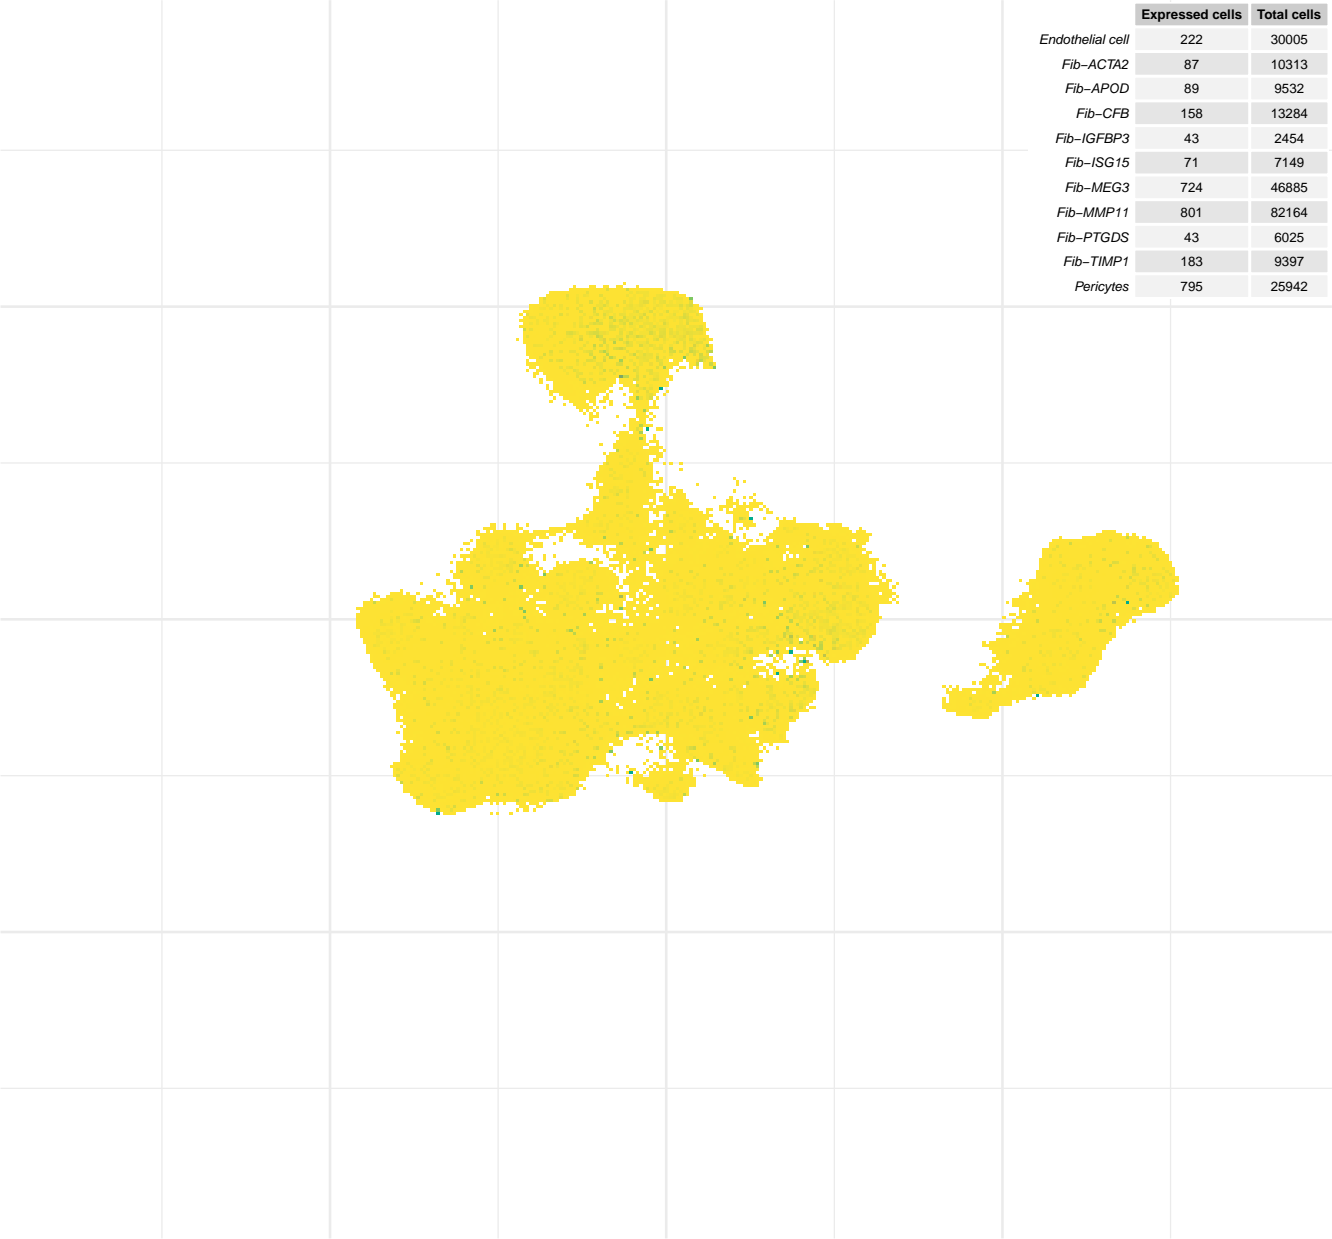 Expressed cells Total cells
Endothelial cell 222 30005
Fib−ACTA2 87 10313
Fib−APOD 89 9532
Fib−CFB 158 13284
Fib−IGFBP3 43 2454
Fib−ISG15 71 7149
Fib−MEG3 724 46885
Fib−MMP11 801 82164
Fib−PTGDS 43 6025
Fib−TIMP1 183 9397
Pericytes 795 25942